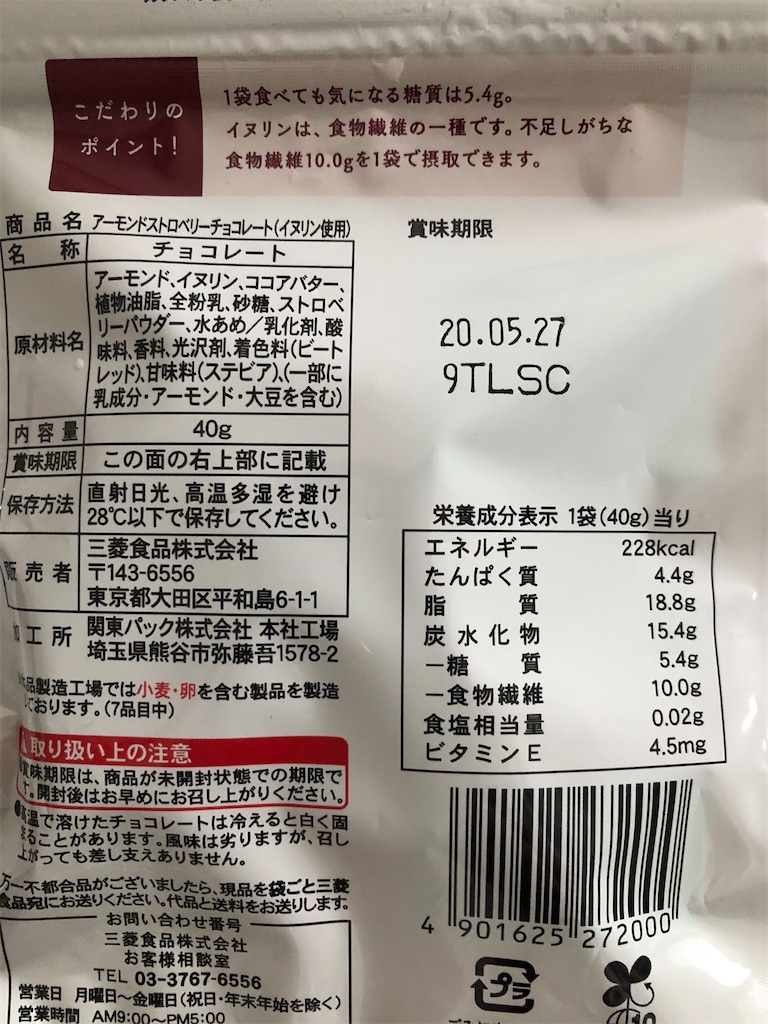 こだわりの
ポイント!
1袋食べても気になる糖質は5.4g。
イヌリンは、食物繊維の一種です。不足しがちな
食物繊維10.0gを1袋で摂取できます。
商品名 アーモンドストロベリーチョコレート(イヌリン使用)
名称 チョコレート
原材料名 アーモンド、イヌリン、ココアバター、
植物油脂、全粉乳、砂糖、ストロベ
リーパウダー、水あめ/乳化剤、酸
味料、香料、光沢剤、着色料(ビート
レッド)、甘味料(ステビア)、(一部に
乳成分・アーモンド・大豆を含む)
内容量 40g
賞味期限 この面の右上部に記載
保存方法 直射日光、高温多湿を避け
28℃以下で保存してください。
販売者 三菱食品株式会社
〒143-6556
東京都大田区平和島6-1-1
加工所 関東パック株式会社 本社工場
埼玉県熊谷市弥藤吾1578-2
品製造工場では小麦・卵を含む製品を製造
しております。(7品目中)
取り扱い上の注意
賞味期限は、商品が未開封状態での期限で
す。開封後はお早めにお召し上がりください。
●高温で溶けたチョコレートは冷えると白く固
まることがあります。風味は劣りますが、召し
上がっても差し支えありません。
万一不都合品がございましたら、現品を袋ごと三菱
食品宛にお送りください。代品と送料をお送りします。
お問い合わせ番号
三菱食品株式会社
お客様相談室
TEL 03-3767-6556
営業日 月曜日〜金曜日(祝日・年末年始を除く)
営業時間 AM9:00〜PM5:00
賞味期限
20.05.27
9TLSC
栄養成分表示 1袋(40g)当り
エネルギー 228kcal
たんぱく質 4.4g
脂質 18.8g
炭水化物 15.4g
−糖質 5.4g
−食物繊維 10.0g
食塩相当量 0.02g
ビタミンE 4.5mg
4 901625 272000
プラ
10